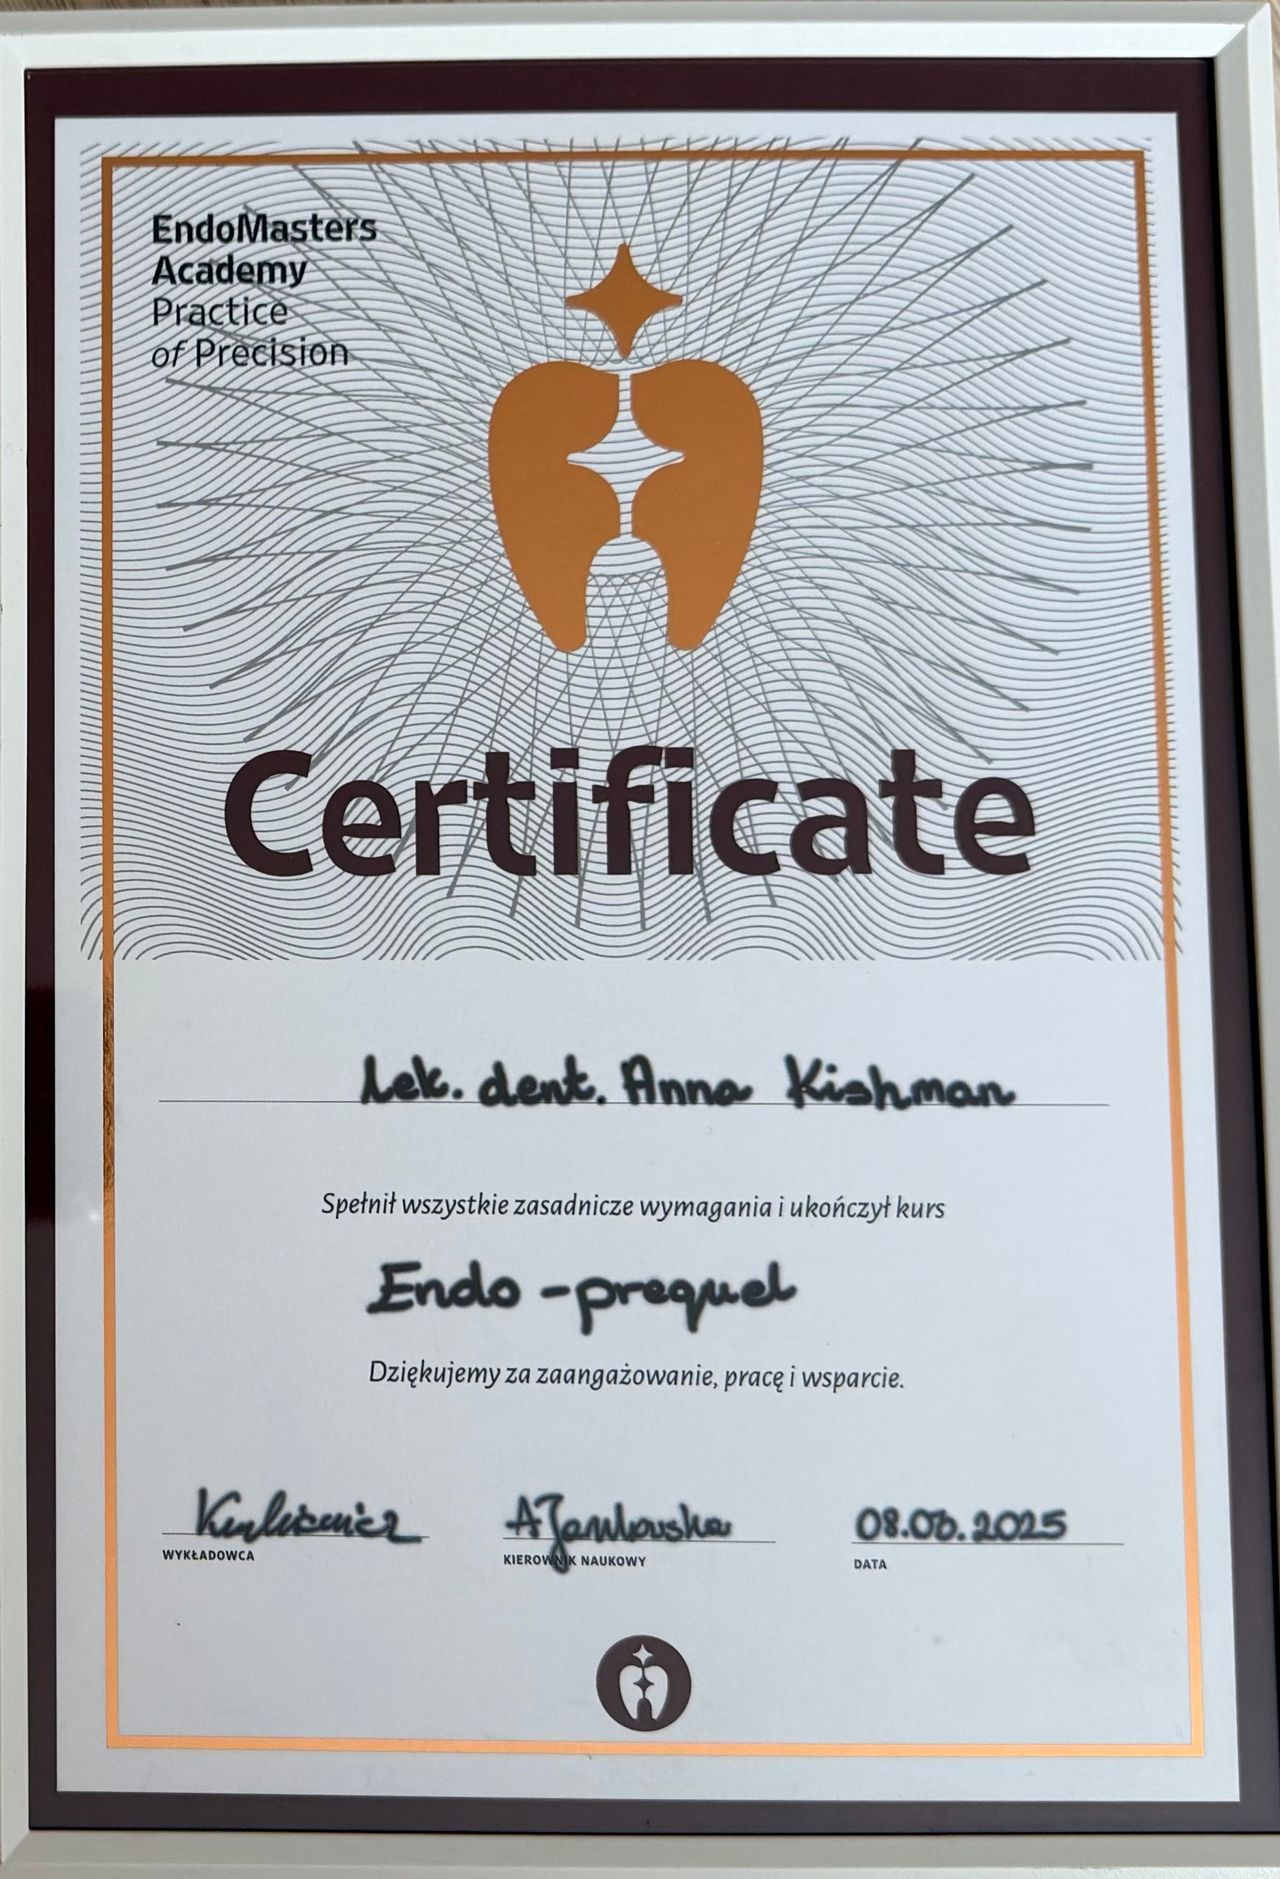 EndoMasters
Academy
Practice
of Precision
Certificate
lek. dent. Anna Kishman
Spełnił wszystkie zasadnicze wymagania i ukończył kurs
Endo-prequel
Dziękujemy za zaangażowanie, pracę i wsparcie.
08.06.2025
WYKŁADOWCA
KIEROWNIK NAUKOWY
DATA